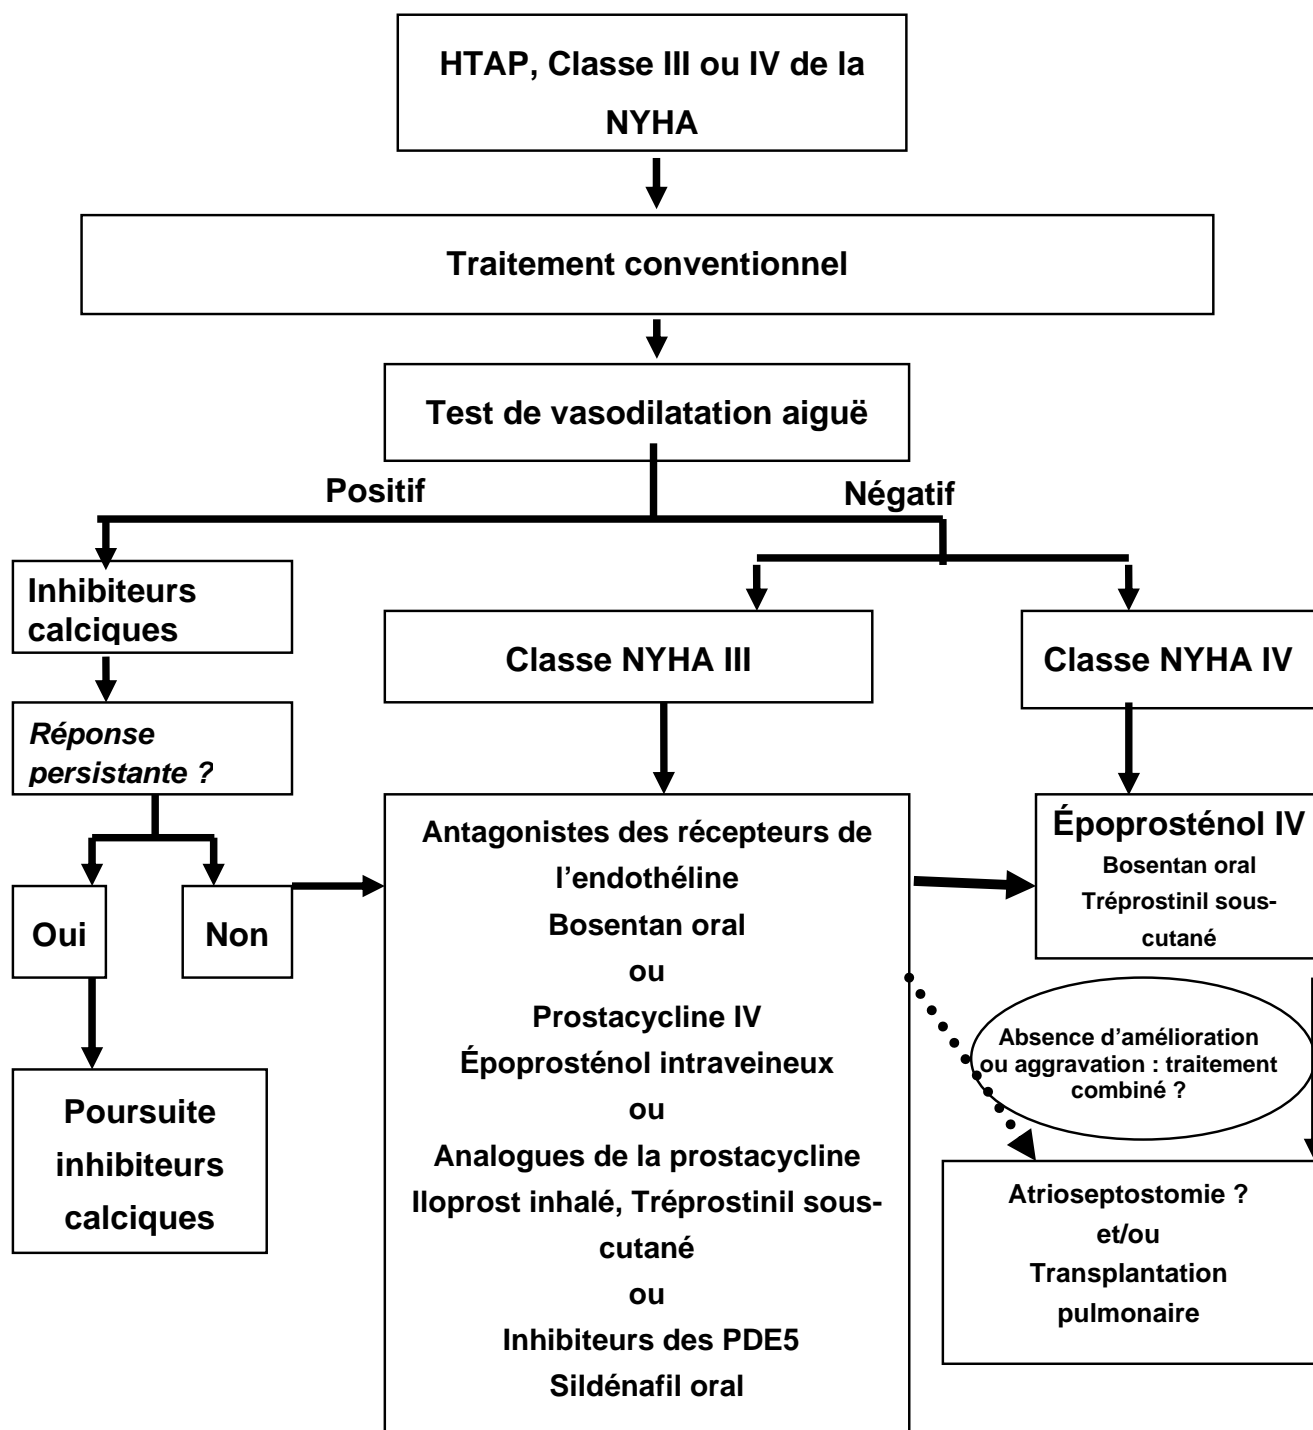 HTAP, Classe III ou IV de la
NYHA
Traitement conventionnel
Test de vasodilatation aiguë
Positif
Négatif
Inhibiteurs
calciques
Classe NYHA III
Classe NYHA IV
Réponse
persistante ?
Oui
Non
Poursuite
inhibiteurs
calciques
Antagonistes des récepteurs de
l’endothéline
Bosentan oral
ou
Prostacycline IV
Époprosténol intraveineux
ou
Analogues de la prostacycline
Iloprost inhalé, Tréprostinil sous-
cutané
ou
Inhibiteurs des PDE5
Sildénafil oral
Époprosténol IV
Bosentan oral
Tréprostinil sous-
cutané
Absence d’amélioration
ou aggravation : traitement
combiné ?
Atrioseptostomie ?
et/ou
Transplantation
pulmonaire